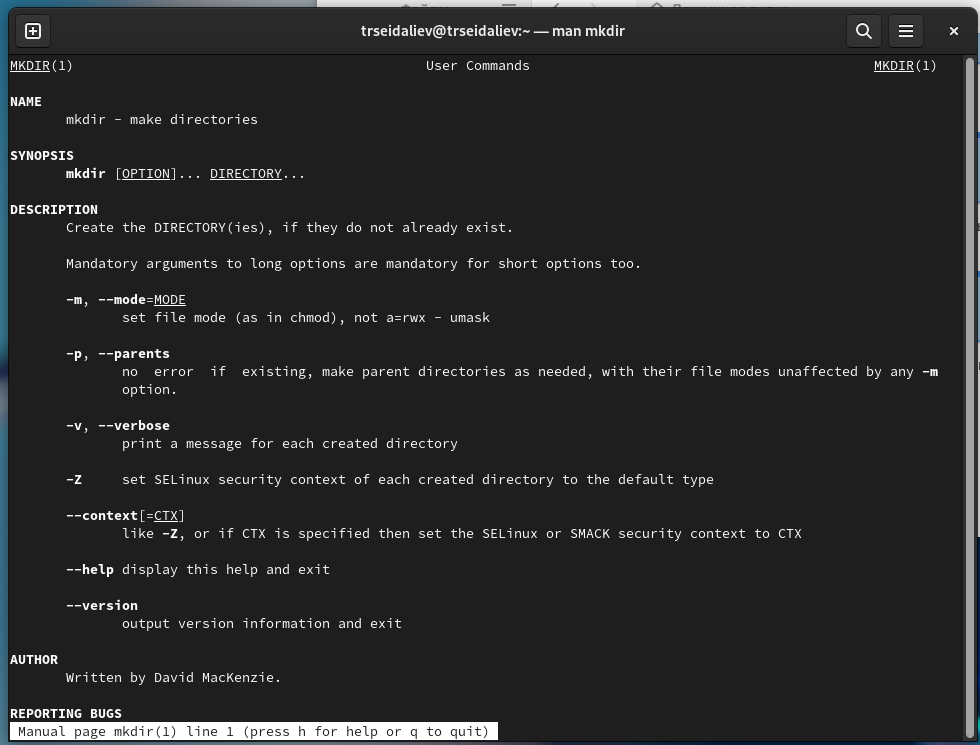 trseidaliev@trseidaliev:~ — man mkdir
MKDIR(1) User Commands MKDIR(1)
NAME
mkdir - make directories
SYNOPSIS
mkdir [OPTION]... DIRECTORY...
DESCRIPTION
Create the DIRECTORY(ies), if they do not already exist.
Mandatory arguments to long options are mandatory for short options too.
-m, --mode=MODE
set file mode (as in chmod), not a=rwx - umask
-p, --parents
no  error  if  existing, make parent directories as needed, with their file modes unaffected by any -m
option.
-v, --verbose
print a message for each created directory
-Z     set SELinux security context of each created directory to the default type
--context[=CTX]
like -Z, or if CTX is specified then set the SELinux or SMACK security context to CTX
--help display this help and exit
--version
output version information and exit
AUTHOR
Written by David MacKenzie.
REPORTING BUGS
Manual page mkdir(1) line 1 (press h for help or q to quit)